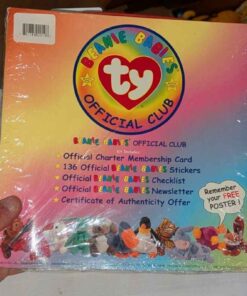 BEANIE BABIES
ty
OFFICIAL CLUB
BEANIE BABIES OFFICIAL CLUB
Official Charter Membership Card
136 Official BEANIE BABIES Stickers
Official BEANIE BABIES Checklist
Official BEANIE BABIES Newsletter
Certificate of Authenticity Offer
Remember
your FREE
POSTER !